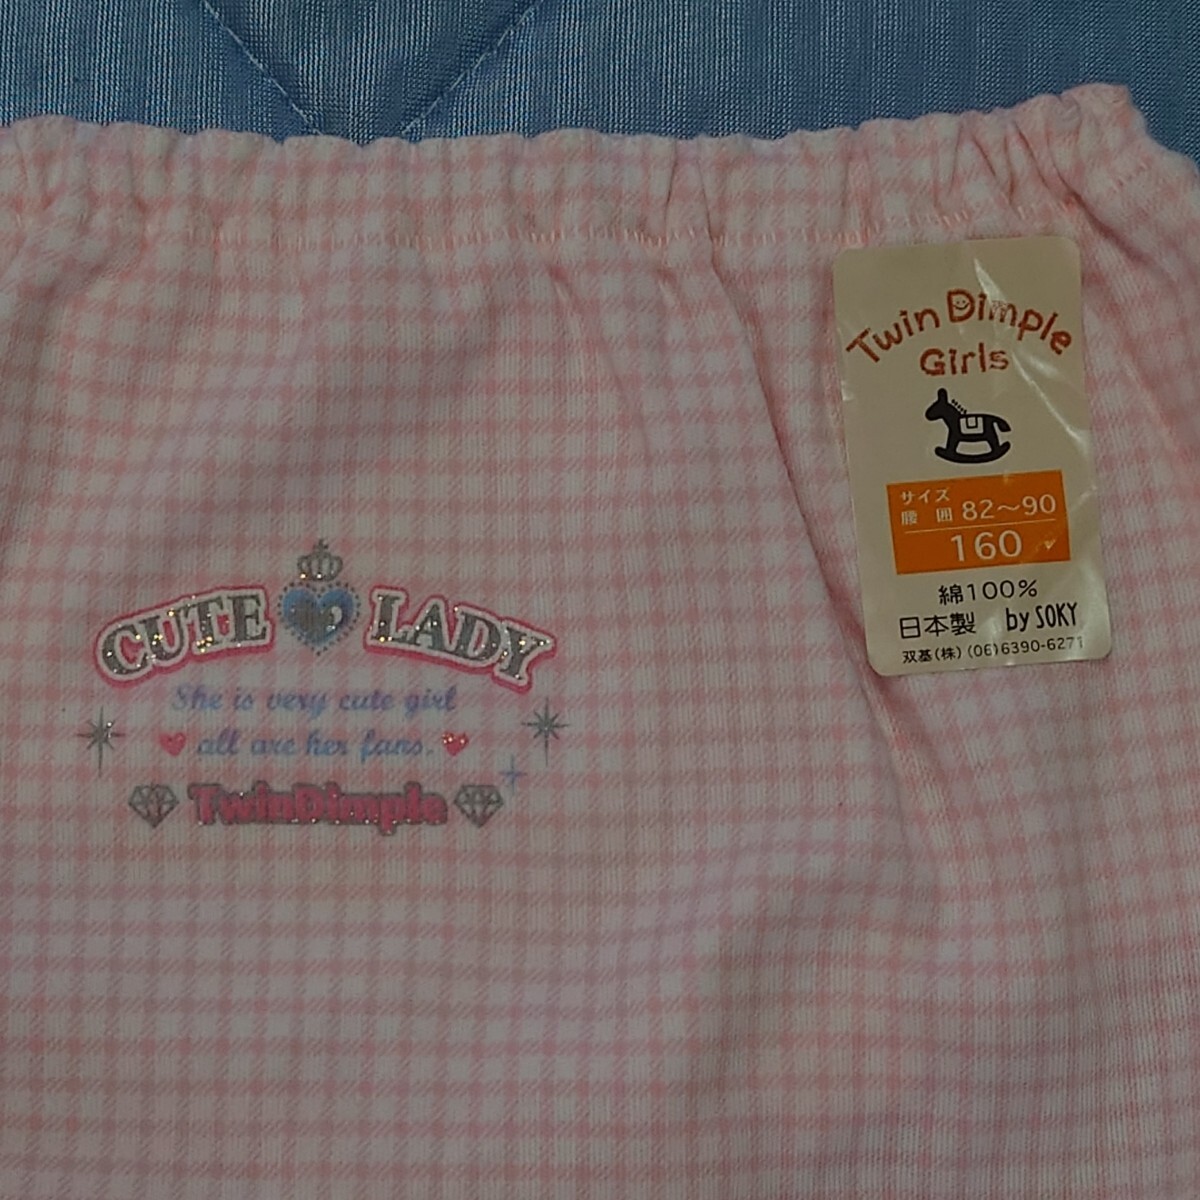 Twin Dimple
Girls
サイズ
腰囲 82～90
160
綿100%
日本製 by SOKY
双基(株) (06)6390-6271
CUTE LADY
She is very cute girl
all are her fans.
TwinDimple